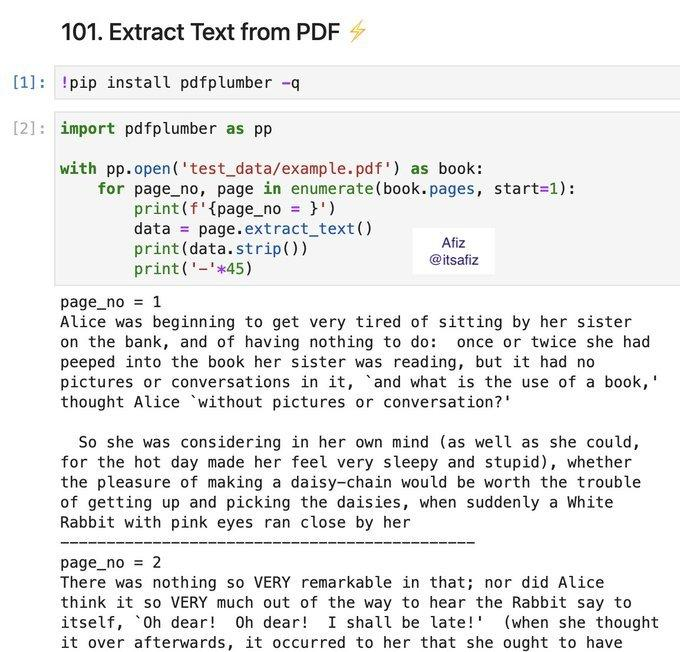 101. Extract Text from PDF ⚡
[1]: !pip install pdfplumber -q
[2]: import pdfplumber as pp
with pp.open('test_data/example.pdf') as book:
    for page_no, page in enumerate(book.pages, start=1):
        print(f'{page_no = }')
        data = page.extract_text()
        print(data.strip())
        print('-'*45)
Afiz
@itsafiz
page_no = 1
Alice was beginning to get very tired of sitting by her sister
on the bank, and of having nothing to do:  once or twice she had
peeped into the book her sister was reading, but it had no
pictures or conversations in it, `and what is the use of a book,'
thought Alice `without pictures or conversation?'
  So she was considering in her own mind (as well as she could,
for the hot day made her feel very sleepy and stupid), whether
the pleasure of making a daisy-chain would be worth the trouble
of getting up and picking the daisies, when suddenly a White
Rabbit with pink eyes ran close by her
---------------------------------------------
page_no = 2
There was nothing so VERY remarkable in that; nor did Alice
think it so VERY much out of the way to hear the Rabbit say to
itself, `Oh dear!  Oh dear!  I shall be late!'  (when she thought
it over afterwards, it occurred to her that she ought to have